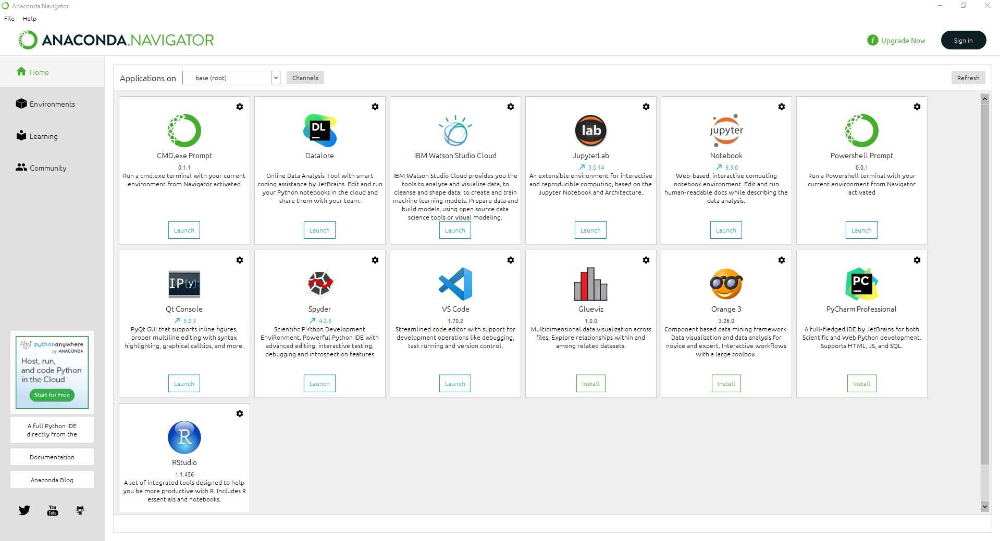 Anaconda Navigator
File Help
ANACONDA.NAVIGATOR
i Upgrade Now
Sign in
Home
Environments
Learning
Community
pythonanywhere
by ANACONDA
Host, run,
and code Python
in the Cloud
Start for Free
A full Python IDE
directly from the
Documentation
Anaconda Blog
You
Tube
Applications on
base (root)
Channels
Refresh
CMD.exe Prompt
0.1.1
Run a cmd.exe terminal with your current
environment from Navigator activated
Launch
DL
Datalore
Online Data Analysis Tool with smart
coding assistance by JetBrains. Edit and run
your Python notebooks in the cloud and
share them with your team.
Launch
IBM Watson Studio Cloud
IBM Watson Studio Cloud provides you the
tools to analyze and visualize data, to
cleanse and shape data, to create and train
machine learning models. Prepare data and
build models, using open source data
science tools or visual modeling.
Launch
lab
JupyterLab
3.0.14
An extensible environment for interactive
and reproducible computing, based on the
Jupyter Notebook and Architecture.
Launch
jupyter
Notebook
6.3.0
Web-based, interactive computing
notebook environment. Edit and run
human-readable docs while describing the
data analysis.
Launch
Powershell Prompt
0.0.1
Run a Powershell terminal with your
current environment from Navigator
activated
Launch
IP[y]:
Qt Console
5.0.3
PyQt GUI that supports inline figures,
proper multiline editing with syntax
highlighting, graphical calltips, and more.
Launch
Spyder
4.2.5
Scientific PYthon Development
EnviRonment. Powerful Python IDE with
advanced editing, interactive testing,
debugging and introspection features
Launch
VS Code
1.70.2
Streamlined code editor with support for
development operations like debugging,
task running and version control.
Launch
Glueviz
1.0.0
Multidimensional data visualization across
files. Explore relationships within and
among related datasets.
Install
Orange 3
3.26.0
Component based data mining framework.
Data visualization and data analysis for
novice and expert. Interactive workflows
with a large toolbox.
Install
PC
PyCharm Professional
A full-fledged IDE by JetBrains for both
Scientific and Web Python development.
Supports HTML, JS, and SQL.
Install
R
RStudio
1.1.456
A set of integrated tools designed to help
you be more productive with R. Includes R
essentials and notebooks.